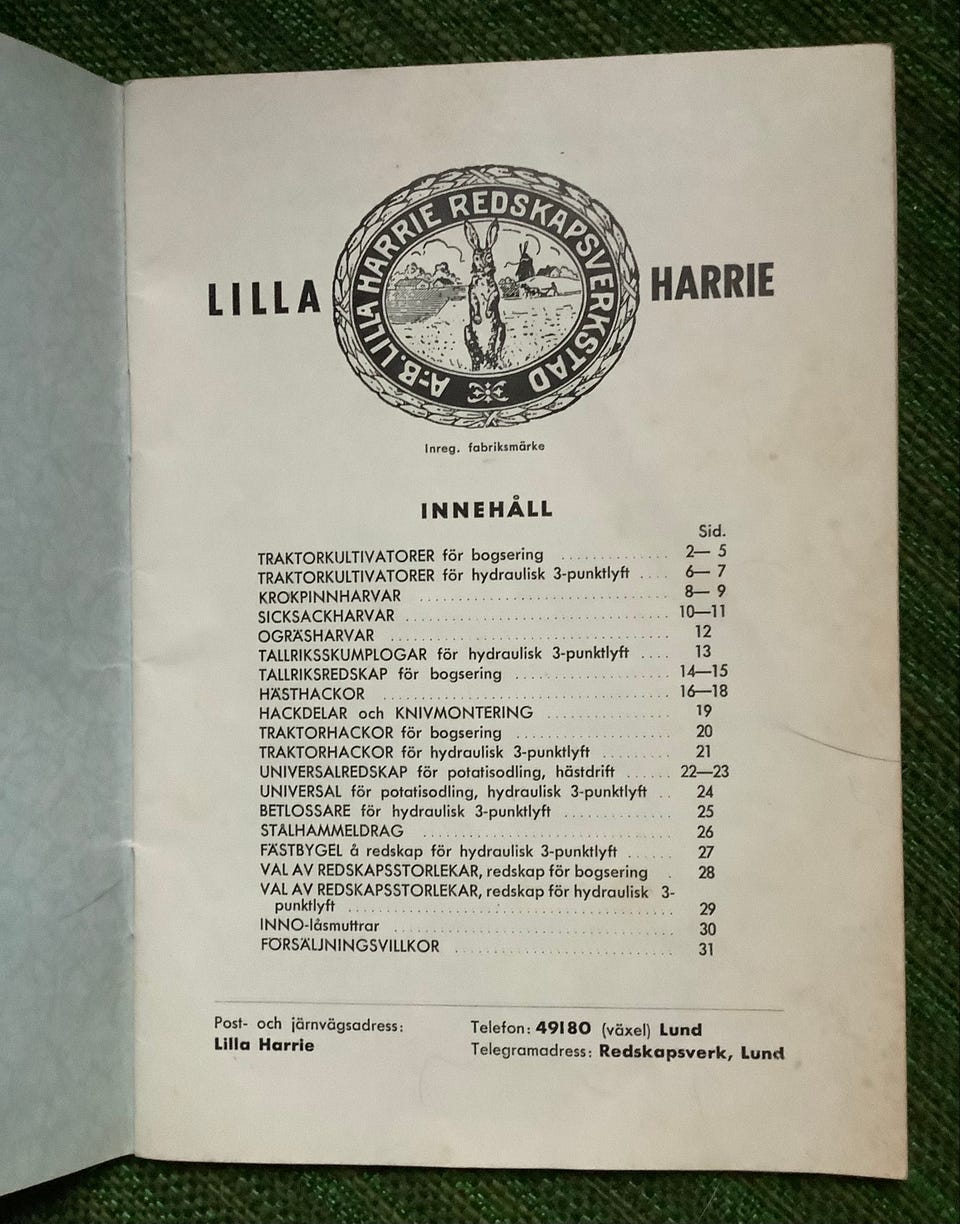 LILLA HARRIE
A.-B. LILLA HARRIE REDSKAPSVERKSTAD
Inreg. fabriksmärke
INNEHÅLL
Sid.
TRAKTORKULTIVATORER för bogsering .............. 2— 5
TRAKTORKULTIVATORER för hydraulisk 3-punktlyft .... 6— 7
KROKPINNHARVAR ................................ 8— 9
SICKSACKHARVAR ................................ 10—11
OGRÄSHARVAR ................................ 12
TALLRIKSSKUMPLOGAR för hydraulisk 3-punktlyft .... 13
TALLRIKSREDSKAP för bogsering .................. 14—15
HÄSTHACKOR ................................ 16—18
HACKDELAR och KNIVMONTERING ................ 19
TRAKTORHACKOR för bogsering .................. 20
TRAKTORHACKOR för hydraulisk 3-punktlyft ......... 21
UNIVERSALREDSKAP för potatisodling, hästdrift ...... 22—23
UNIVERSAL för potatisodling, hydraulisk 3-punktlyft .. 24
BETLOSSARE för hydraulisk 3-punktlyft .............. 25
STÅLHAMMELDRAG ................................ 26
FÄSTBYGEL å redskap för hydraulisk 3-punktlyft ...... 27
VAL AV REDSKAPSSTORLEKAR, redskap för bogsering . 28
VAL AV REDSKAPSSTORLEKAR, redskap för hydraulisk 3-
punktlyft ................................ 29
INNO-låsmuttrar ................................ 30
FÖRSÄLJNINGSVILLKOR ............................ 31
Post- och järnvägsadress:
Lilla Harrie
Telefon: 49180 (växel) Lund
Telegramadress: Redskapsverk, Lund